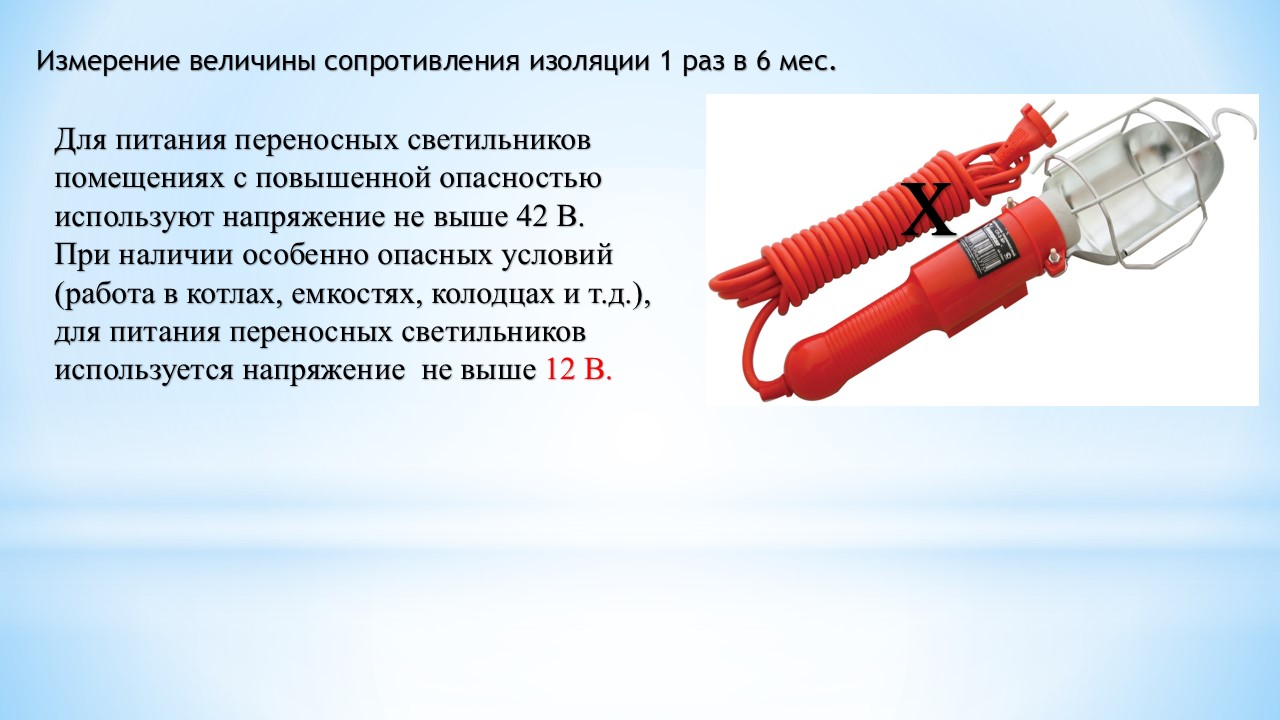 Измерение величины сопротивления изоляции 1 раз в 6 мес.
Для питания переносных светильников
помещениях с повышенной опасностью
используют напряжение не выше 42 В.
При наличии особенно опасных условий
(работа в котлах, емкостях, колодцах и т.д.),
для питания переносных светильников
используется напряжение не выше 12 В.
х